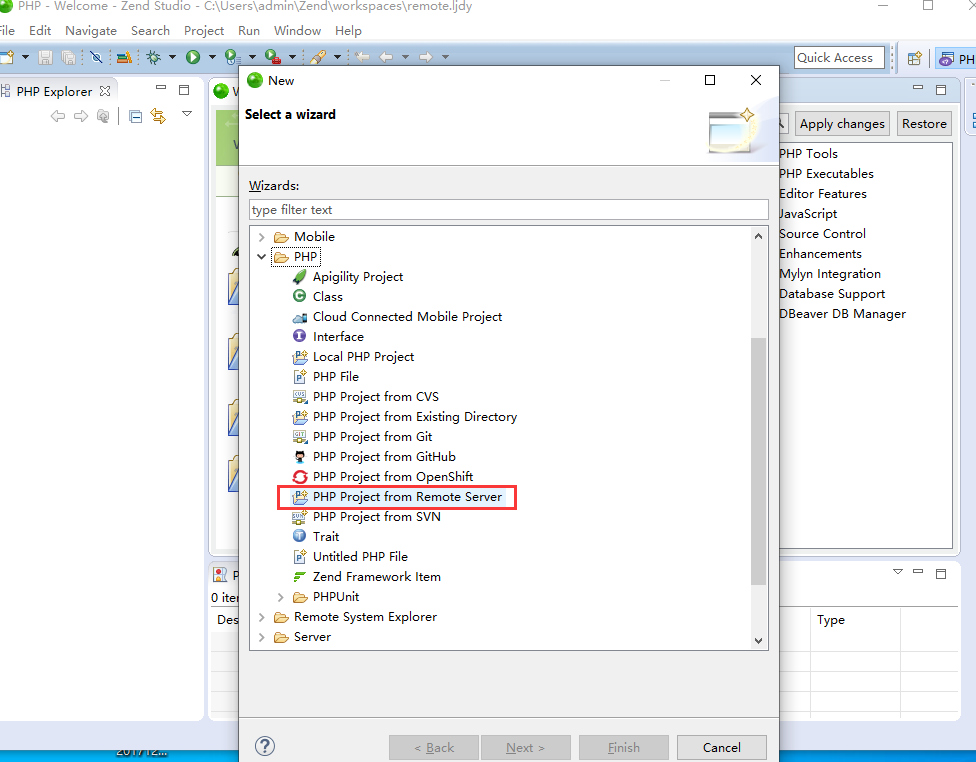 PHP - Welcome - Zend Studio - C:\Users\admin\Zend\workspaces\remote.ljdy
File Edit Navigate Search Project Run Window Help
Quick Access
PH
PHP Explorer
New
Select a wizard
Apply changes
Restore
Wizards:
type filter text
Mobile
PHP
Apigility Project
Class
Cloud Connected Mobile Project
Interface
Local PHP Project
PHP File
PHP Project from CVS
PHP Project from Existing Directory
PHP Project from Git
PHP Project from GitHub
PHP Project from OpenShift
PHP Project from Remote Server
PHP Project from SVN
Trait
Untitled PHP File
Zend Framework Item
PHPUnit
Remote System Explorer
Server
PHP Tools
PHP Executables
Editor Features
JavaScript
Source Control
Enhancements
Mylyn Integration
Database Support
DBeaver DB Manager
P
0 iter
Des
Type
< Back
Next >
Finish
Cancel